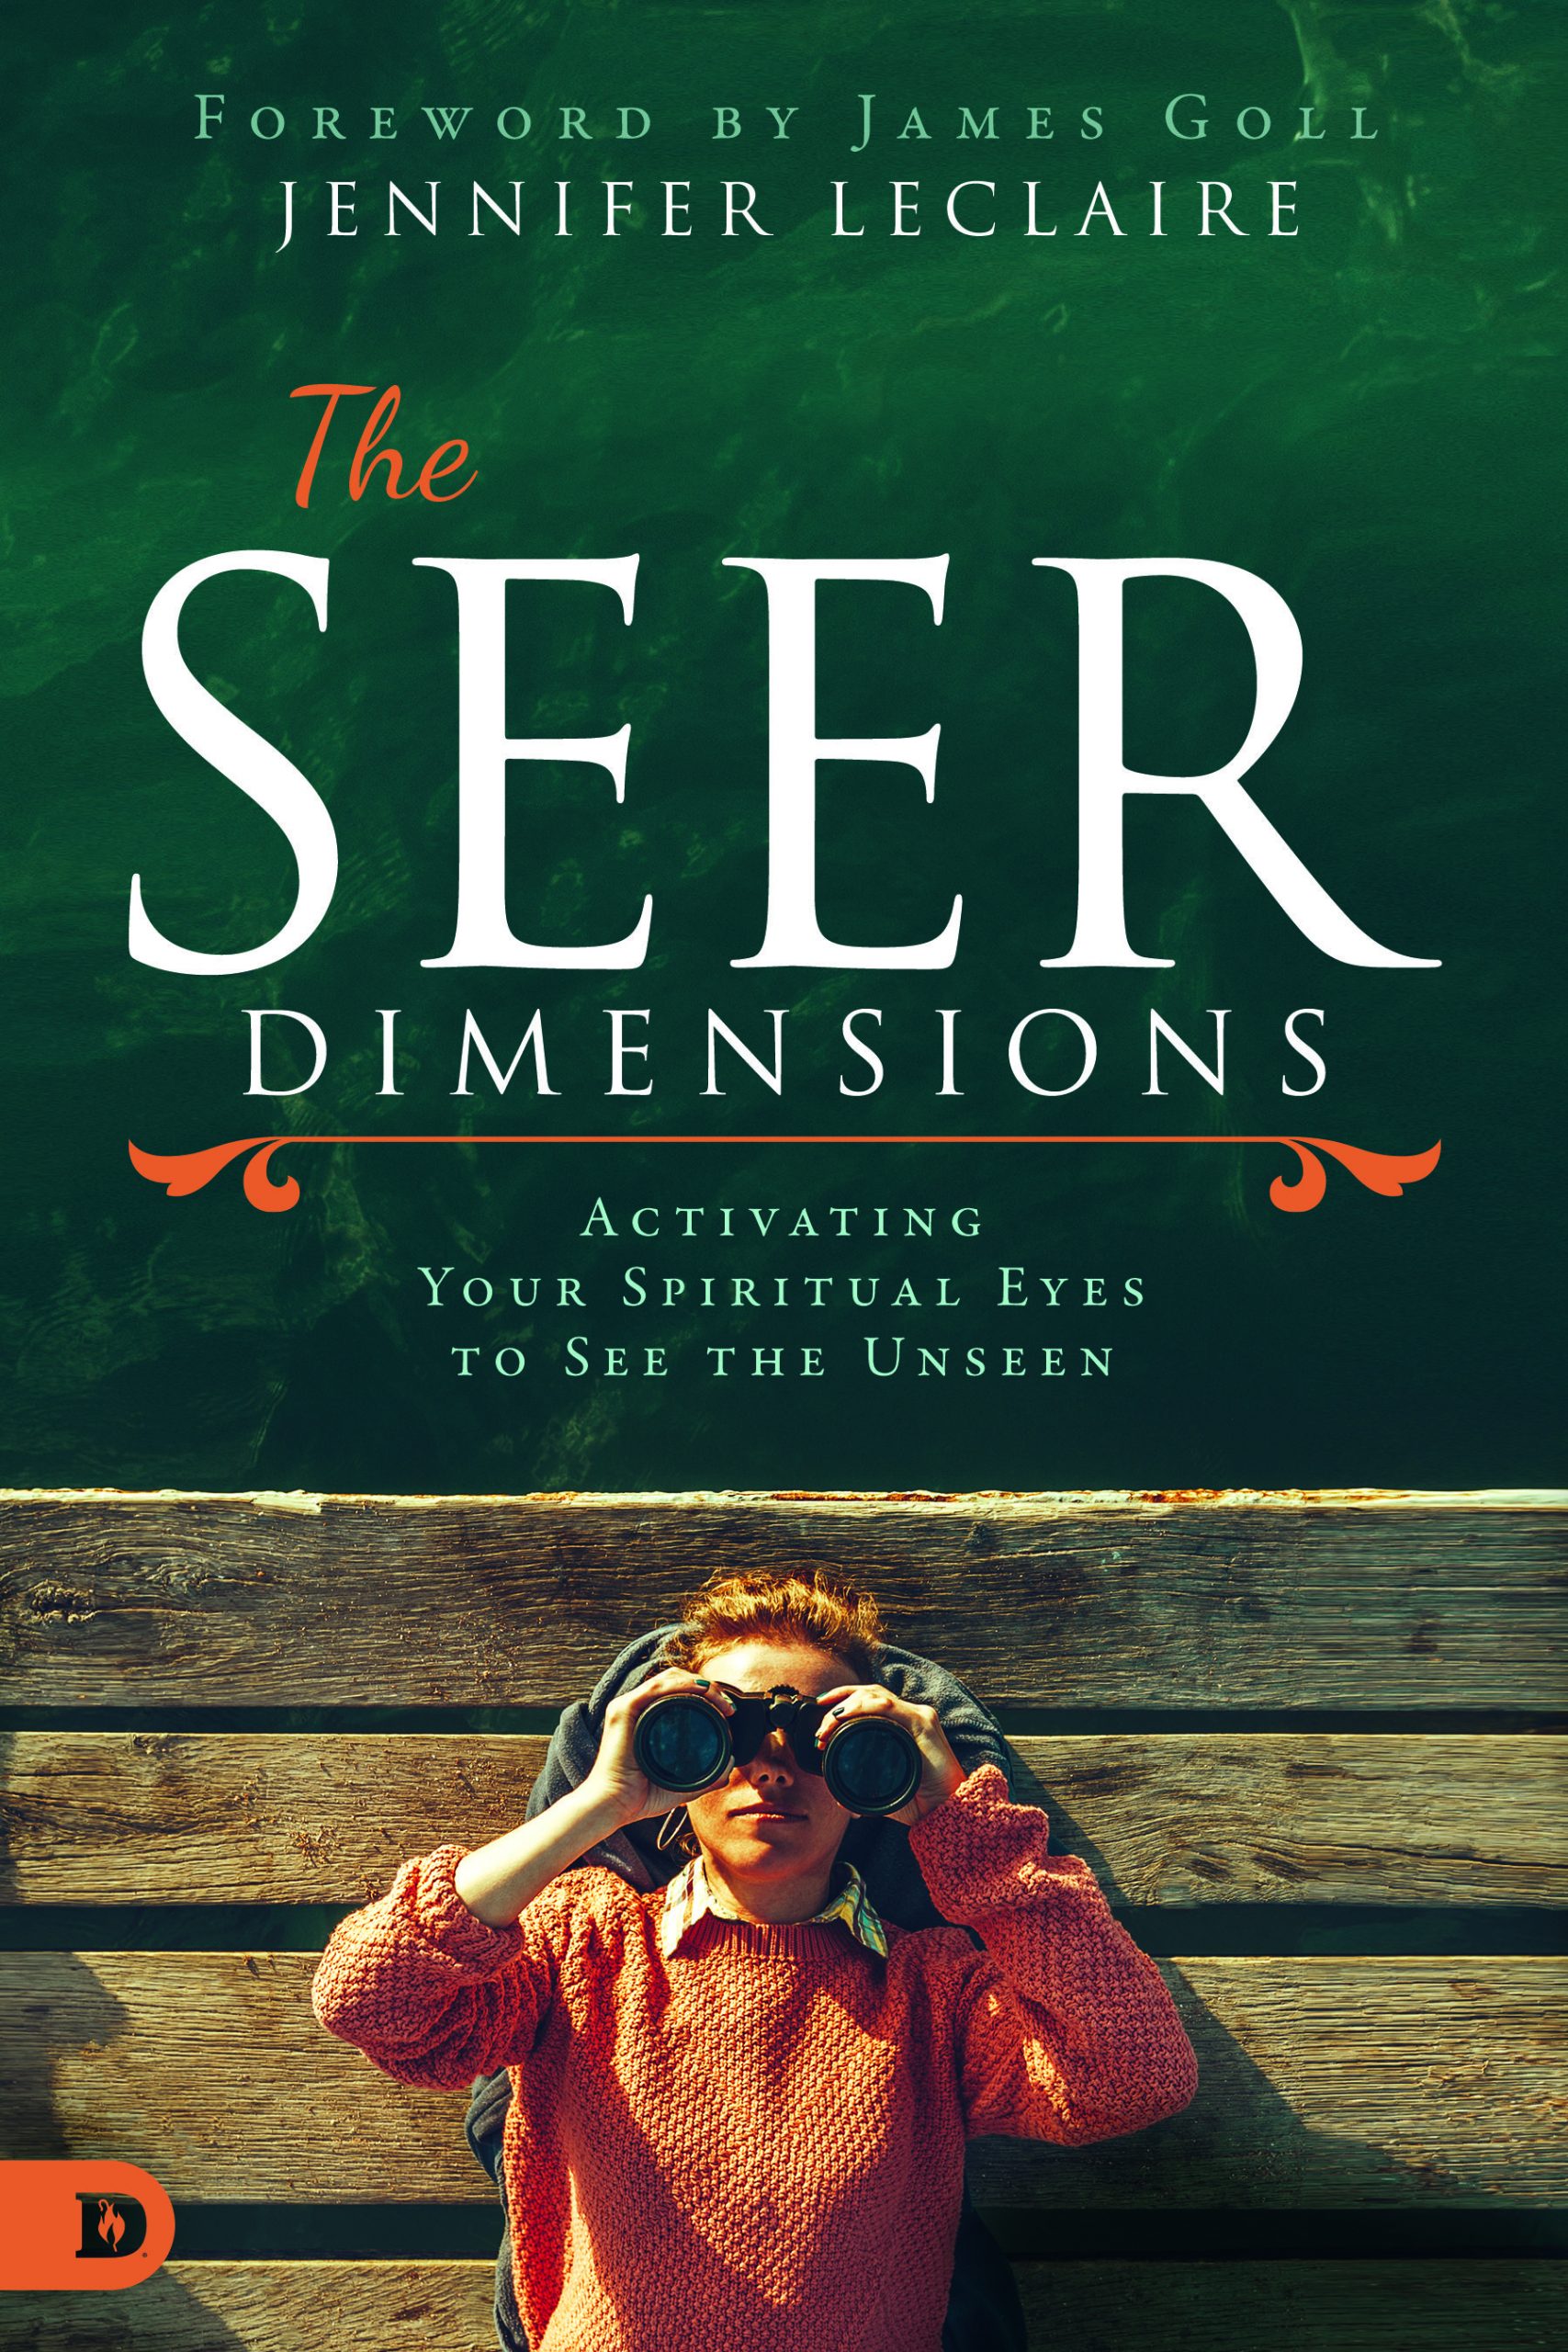 FOREWORD BY JAMES GOLL
JENNIFER LECLAIRE
The
SEER
DIMENSIONS
ACTIVATING
YOUR SPIRITUAL EYES
TO SEE THE UNSEEN
D